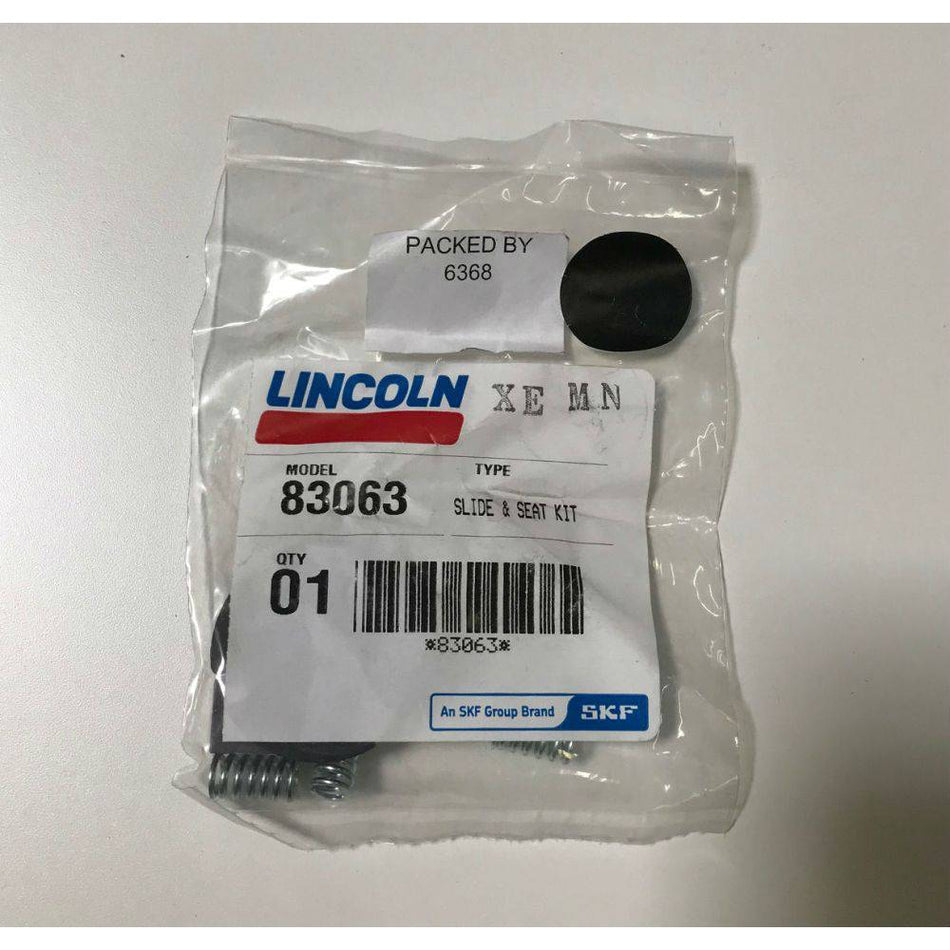 PACKED BY
6368
LINCOLN XE MN
MODEL TYPE
83063 SLIDE & SEAT KIT
QTY
01
*83063*
An SKF Group Brand SKF